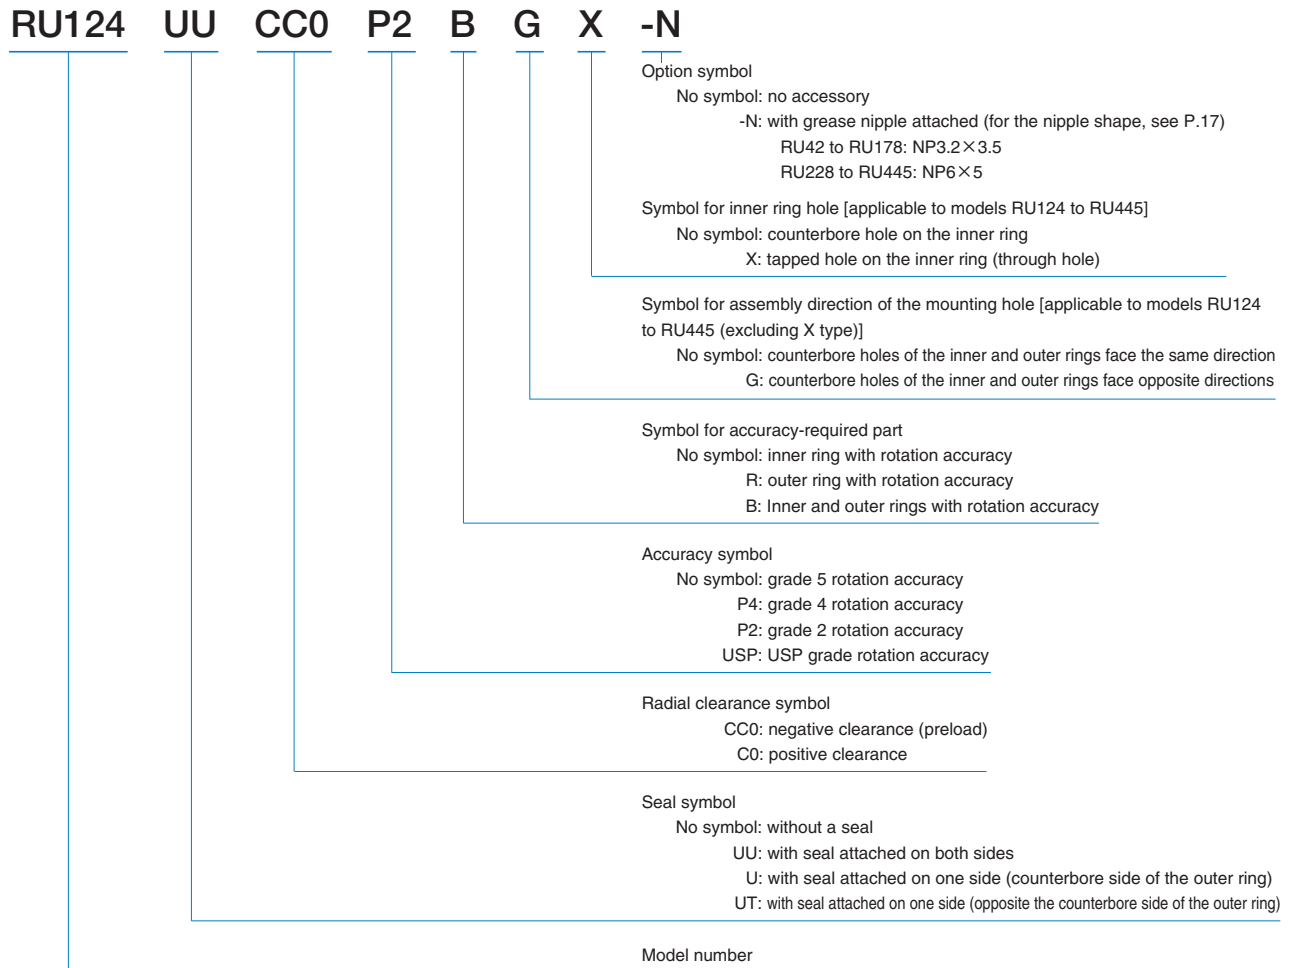 RU124 UU CC0 P2 B G X -N
Option symbol
No symbol: no accessory
-N: with grease nipple attached (for the nipple shape, see P.17)
RU42 to RU178: NP3.2×3.5
RU228 to RU445: NP6×5
Symbol for inner ring hole [applicable to models RU124 to RU445]
No symbol: counterbore hole on the inner ring
X: tapped hole on the inner ring (through hole)
Symbol for assembly direction of the mounting hole [applicable to models RU124
to RU445 (excluding X type)]
No symbol: counterbore holes of the inner and outer rings face the same direction
G: counterbore holes of the inner and outer rings face opposite directions
Symbol for accuracy-required part
No symbol: inner ring with rotation accuracy
R: outer ring with rotation accuracy
B: Inner and outer rings with rotation accuracy
Accuracy symbol
No symbol: grade 5 rotation accuracy
P4: grade 4 rotation accuracy
P2: grade 2 rotation accuracy
USP: USP grade rotation accuracy
Radial clearance symbol
CC0: negative clearance (preload)
C0: positive clearance
Seal symbol
No symbol: without a seal
UU: with seal attached on both sides
U: with seal attached on one side (counterbore side of the outer ring)
UT: with seal attached on one side (opposite the counterbore side of the outer ring)
Model number